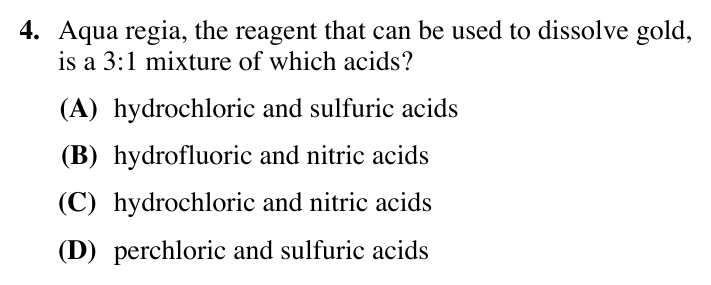 4. Aqua regia, the reagent that can be used to dissolve gold,
is a 3:1 mixture of which acids?
(A) hydrochloric and sulfuric acids
(B) hydrofluoric and nitric acids
(C) hydrochloric and nitric acids
(D) perchloric and sulfuric acids